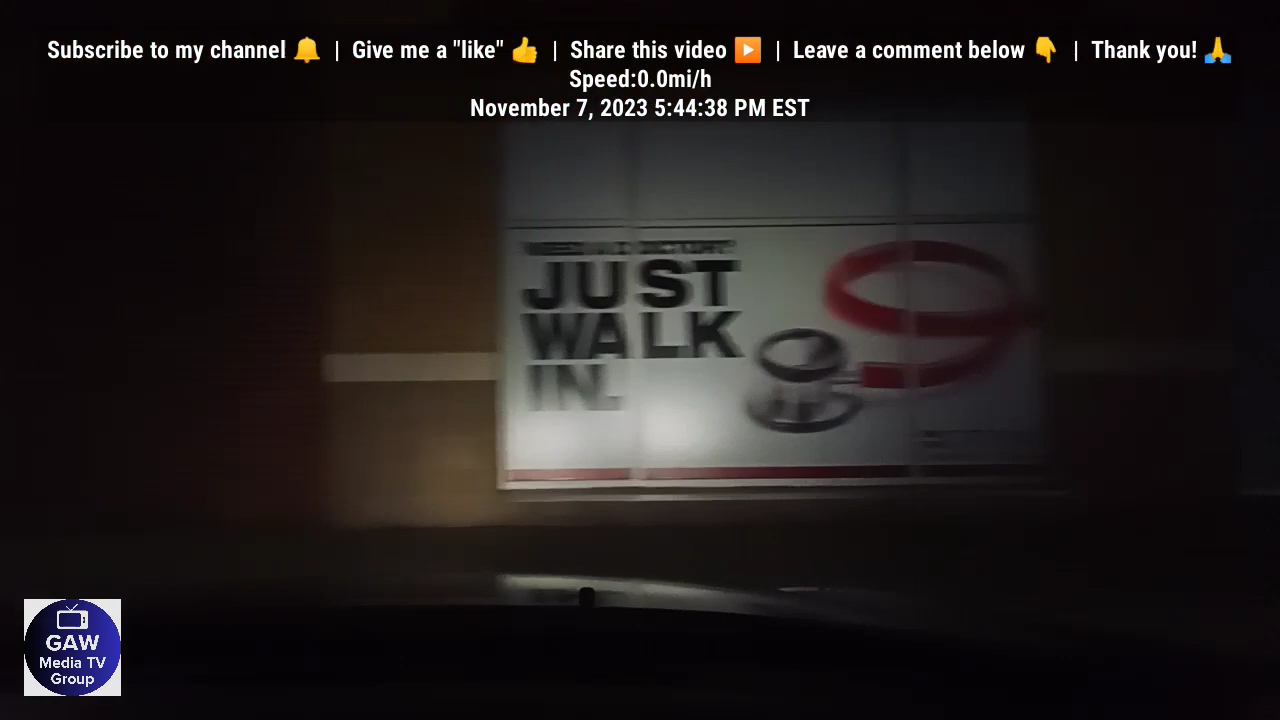 Subscribe to my channel 🔔 | Give me a "like" 👍 | Share this video ▶️ | Leave a comment below 👇 | Thank you! 🙏
Speed:0.0mi/h
November 7, 2023 5:44:38 PM EST
JUST
WALK
IN.
GAW
Media TV
Group